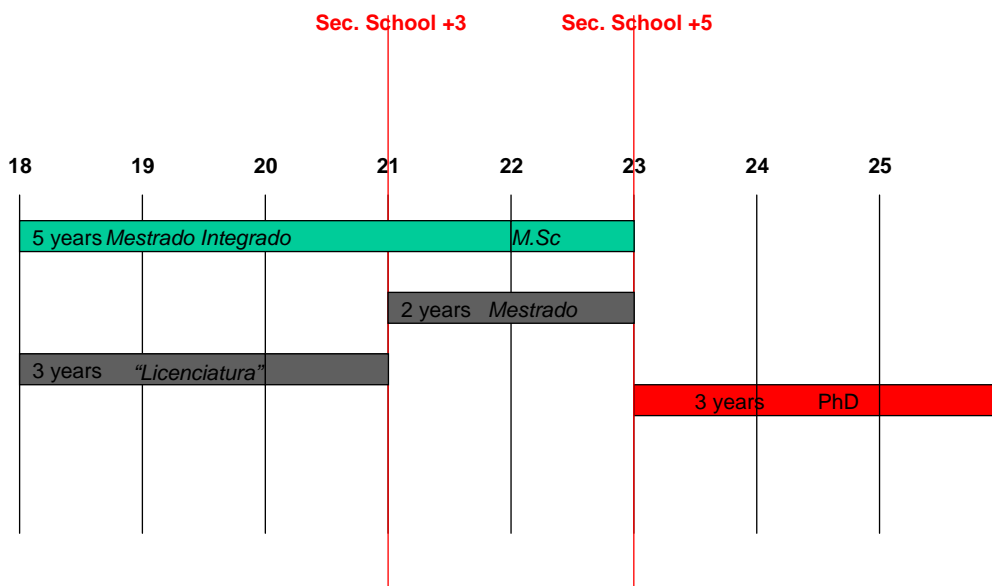 Sec. School +3 Sec. School +5
18 19 20 21 22 23 24 25
5 years Mestrado Integrado M.Sc
2 years Mestrado
3 years “Licenciatura”
3 years PhD